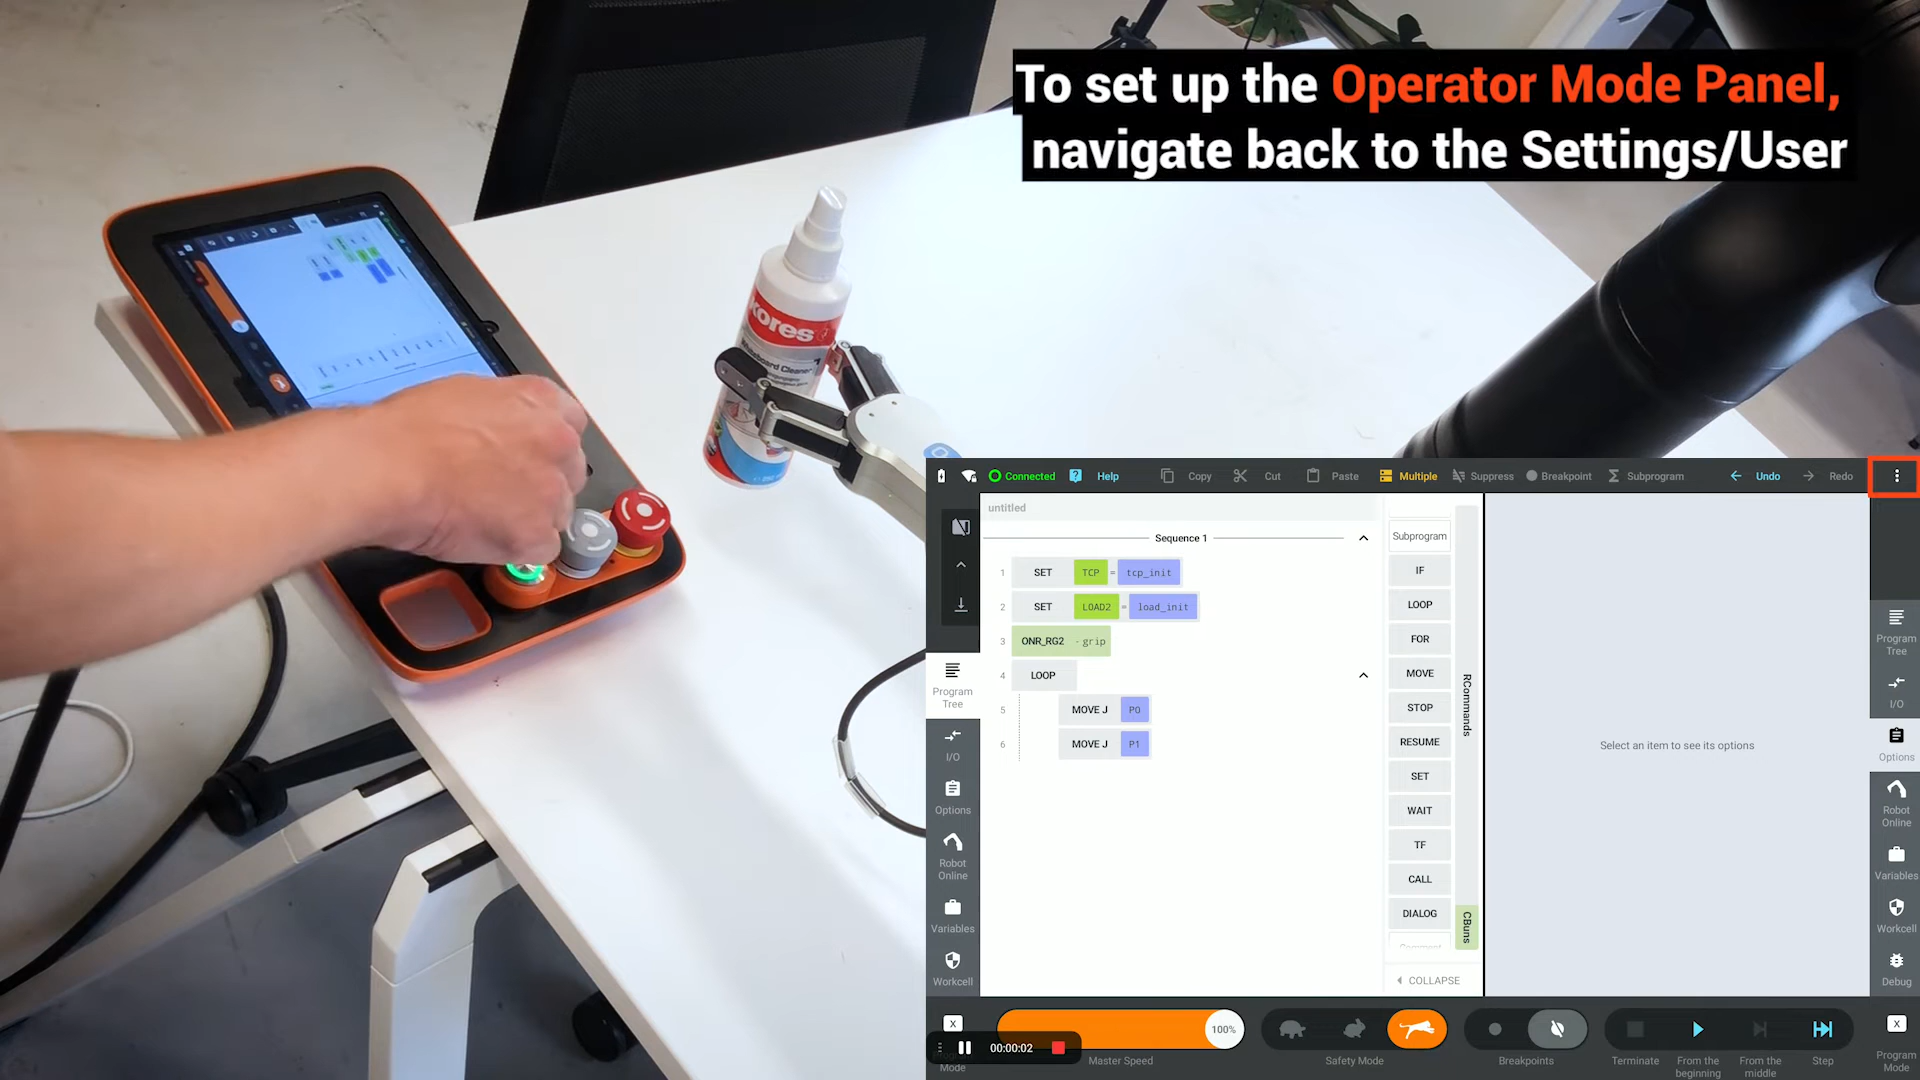 To set up the Operator Mode Panel,
navigate back to the Settings/User
kores
Whiteboard Cleaner
Connected
Help
Copy
Cut
Paste
Multiple
Suppress
Breakpoint
Subprogram
Undo
Redo
untitled
Sequence 1
1 SET TCP = tcp_init
2 SET LOAD2 = load_init
3 ONR_RG2 - grip
4 LOOP
5 MOVE J P0
6 MOVE J P1
Subprogram
IF
LOOP
FOR
MOVE
STOP
RESUME
SET
WAIT
TF
CALL
DIALOG
Comment
COLLAPSE
RCommands
CBuns
Select an item to see its options
Program
Tree
I/O
Options
Robot
Online
Variables
Workcell
Program
Tree
I/O
Options
Robot
Online
Variables
Workcell
Debug
X
Mode
00:00:02
100%
Master Speed
Safety Mode
Breakpoints
Terminate
From the
beginning
From the
middle
Step
X
Program
Mode